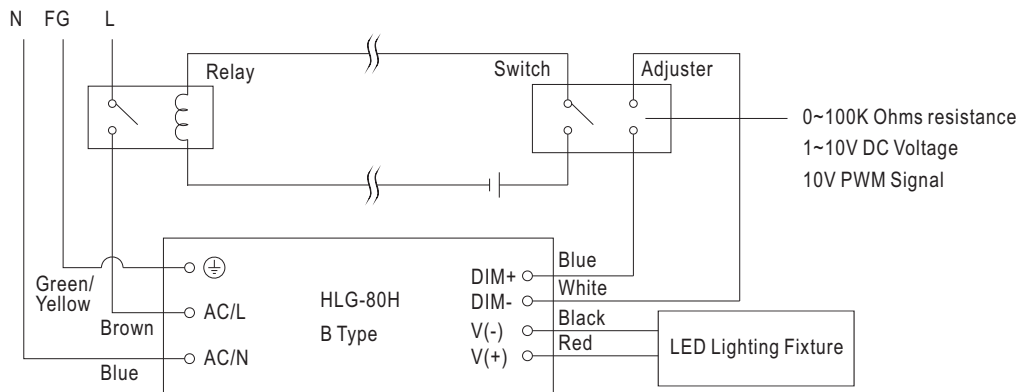 N FG L
Relay
Switch
Adjuster
0~100K Ohms resistance
1~10V DC Voltage
10V PWM Signal
Green/
Yellow
Brown
Blue
AC/L
AC/N
HLG-80H
B Type
DIM+
DIM-
V(-)
V(+)
Blue
White
Black
Red
LED Lighting Fixture